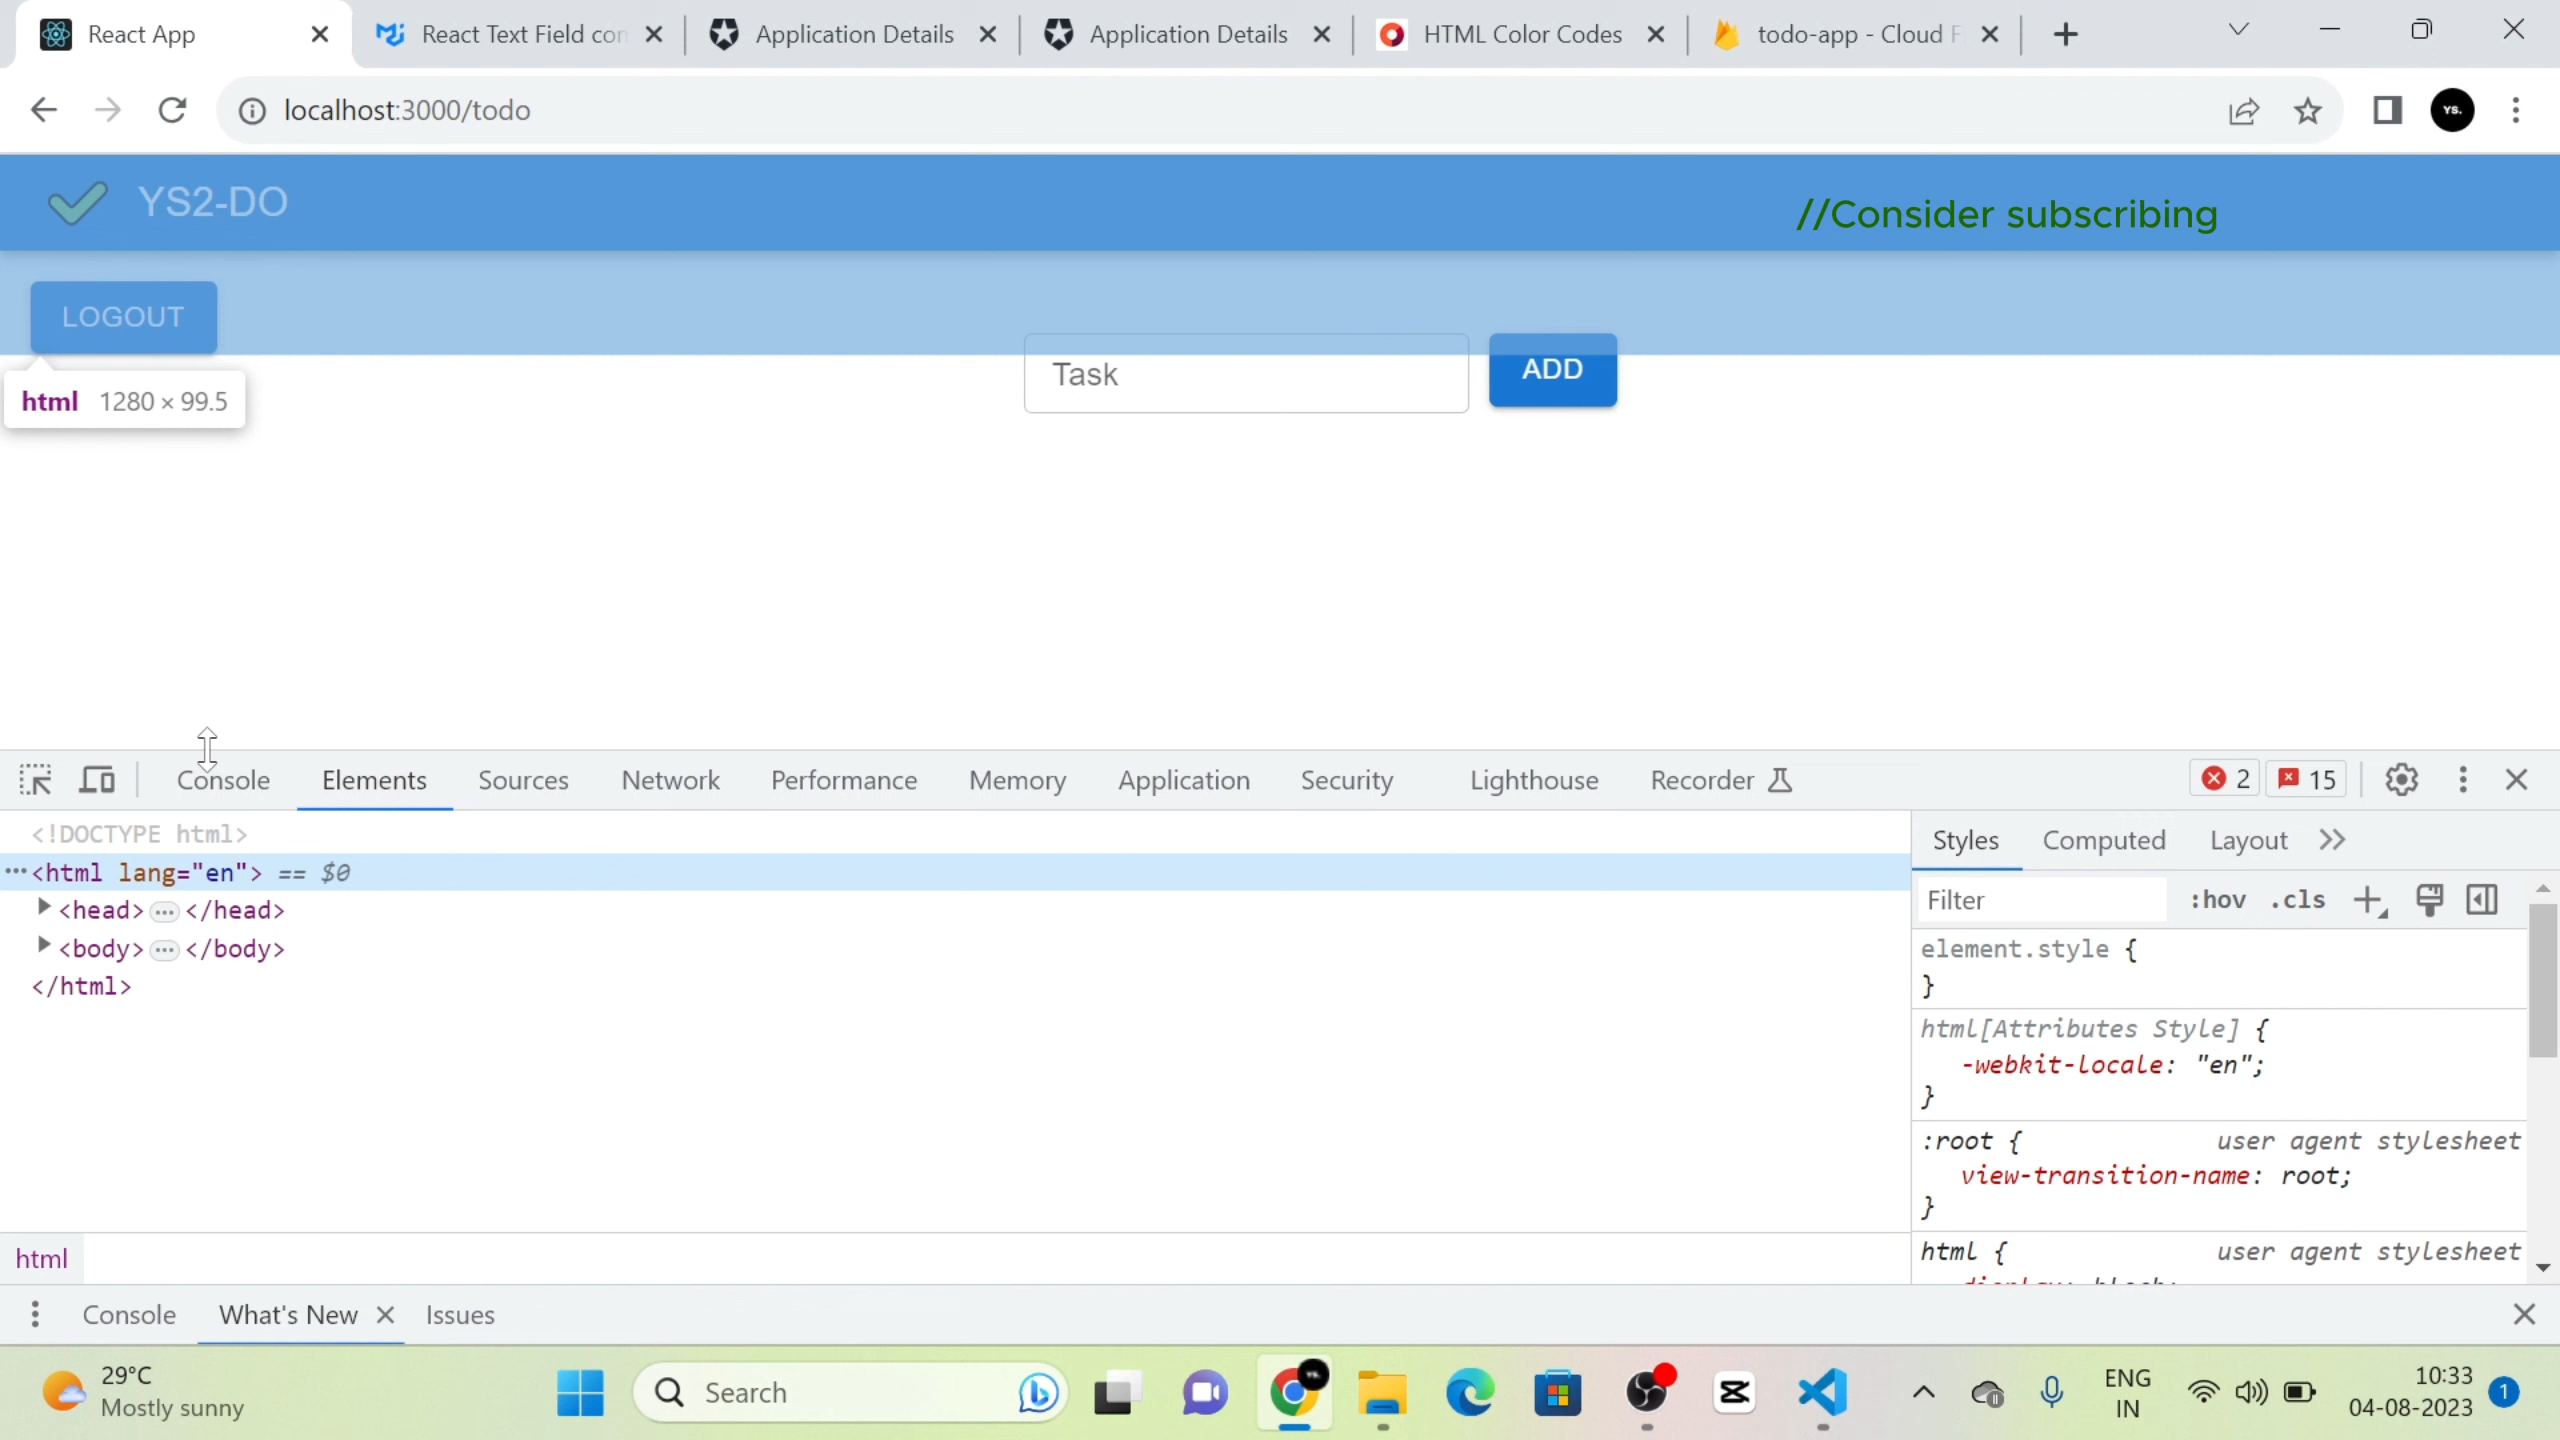 React App
React Text Field con
Application Details
Application Details
HTML Color Codes
todo-app - Cloud F
localhost:3000/todo
YS.
YS2-DO
//Consider subscribing
LOGOUT
Task
ADD
html 1280 × 99.5
Console Elements Sources Network Performance Memory Application Security Lighthouse Recorder 2 15
<!DOCTYPE html>
<html lang="en"> == $0
<head> … </head>
<body> … </body>
</html>
html
Styles Computed Layout
Filter :hov .cls
element.style {
}
html[Attributes Style] {
-webkit-locale: "en";
}
:root { user agent stylesheet
view-transition-name: root;
}
html { user agent stylesheet
display: block;
Console What's New Issues
29°C
Mostly sunny
Search
ENG
IN
10:33
04-08-2023
1